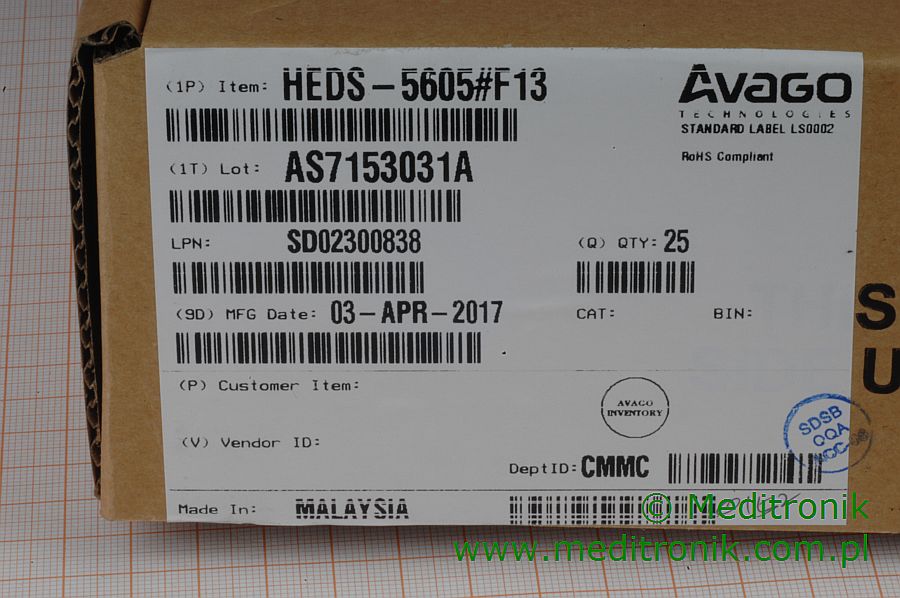 (1P) Item: HEDS-5605#F13
AVAGO
TECHNOLOGIES
STANDARD LABEL LS0002
RoHS Compliant
(1T) Lot: AS7153031A
LPN: SD02300838
(Q) QTY: 25
(9D) MFG Date: 03-APR-2017
CAT: BIN:
S
U
(P) Customer Item:
AVAGO
INVENTORY
SDSB
(V) Vendor ID:
DeptID: CMMC
Made In: MALAYSIA
© Meditronik
www.meditronik.com.pl